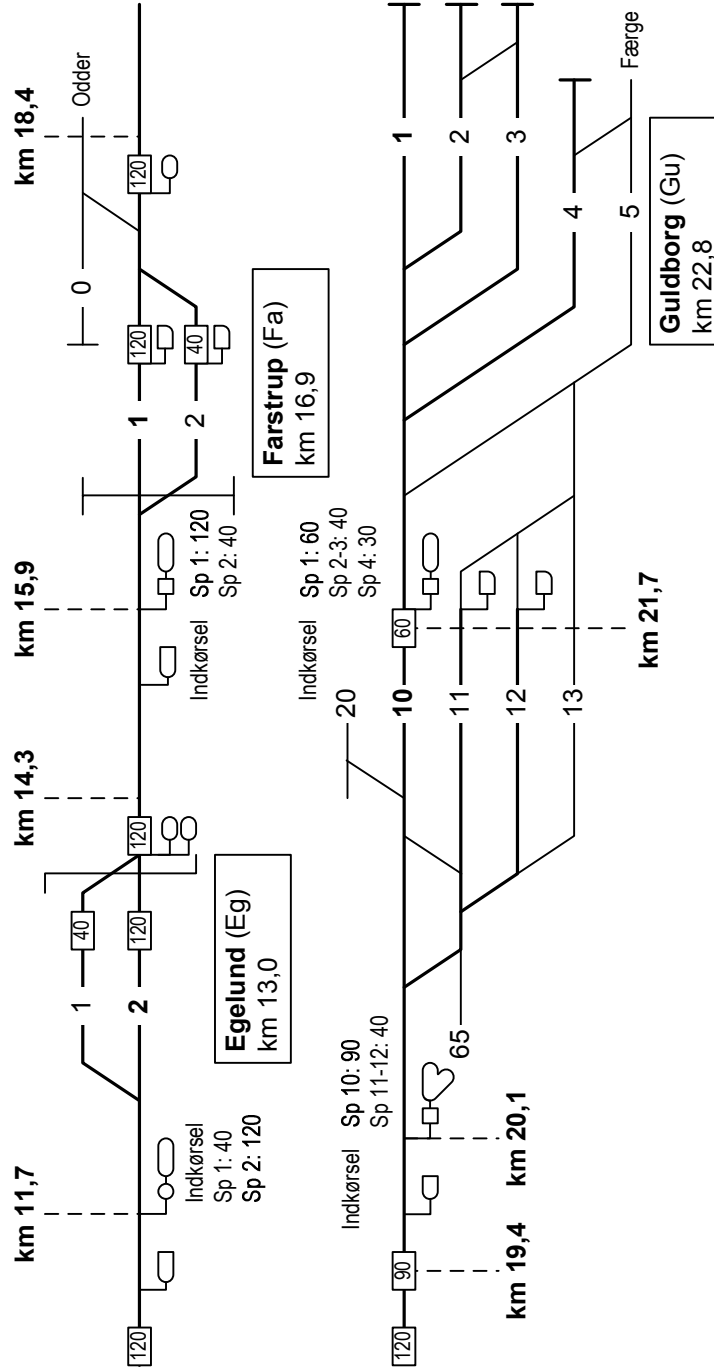 km 11,7
km 14,3
km 15,9
km 18,4
120
Indkørsel
Sp 1: 40
Sp 2: 120
1
2
40
120
120
Egelund (Eg)
km 13,0
Indkørsel
Sp 1: 120
Sp 2: 40
1
2
120
40
Farstrup (Fa)
km 16,9
0
Odder
120
120
90
km 19,4
km 20,1
Indkørsel
Sp 10: 90
Sp 11-12: 40
65
20
10
11
12
13
60
km 21,7
Indkørsel
Sp 1: 60
Sp 2-3: 40
Sp 4: 30
1
2
3
4
5
Færge
Guldborg (Gu)
km 22,8